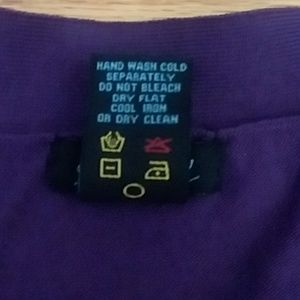 HAND WASH COLD
SEPARATELY
DO NOT BLEACH
DRY FLAT
COOL IRON
OR DRY CLEAN